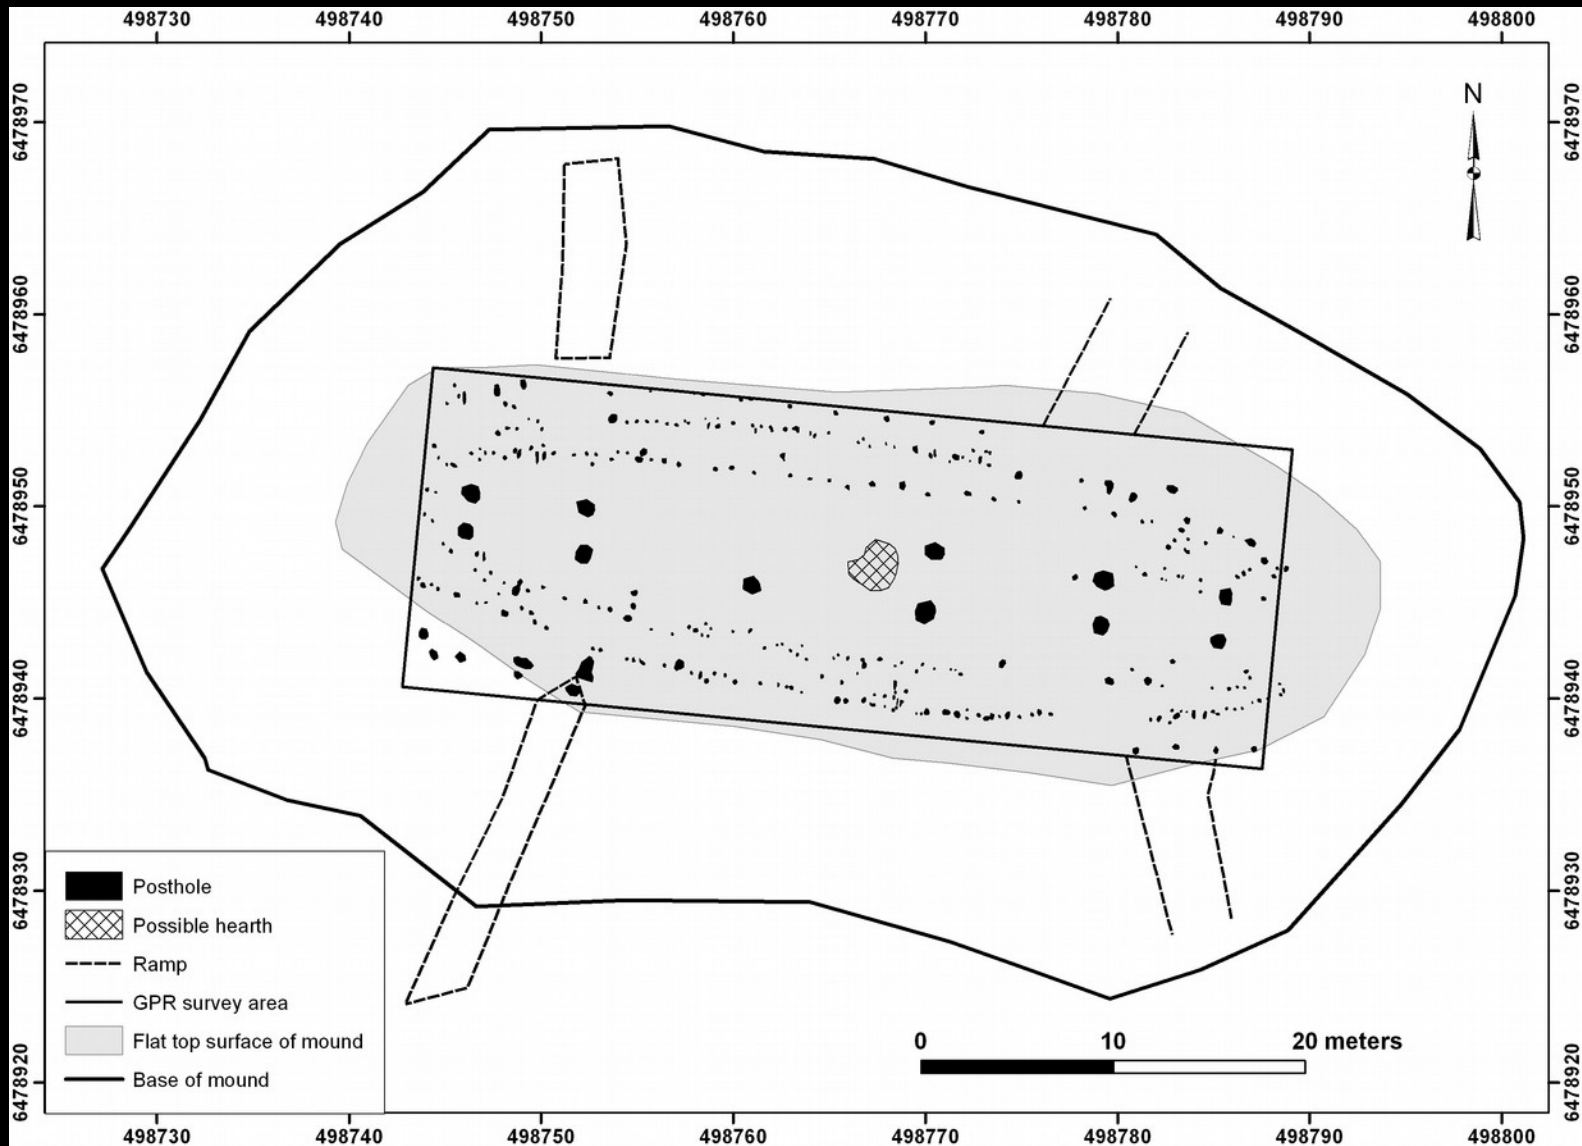 498730 498740 498750 498760 498770 498780 498790 498800
6478970 6478970
N
6478960 6478960
6478950 6478950
6478940 6478940
6478930 6478930
Posthole
Possible hearth
Ramp
GPR survey area
Flat top surface of mound
Base of mound
0 10 20 meters
6478920 6478920
498730 498740 498750 498760 498770 498780 498790 498800